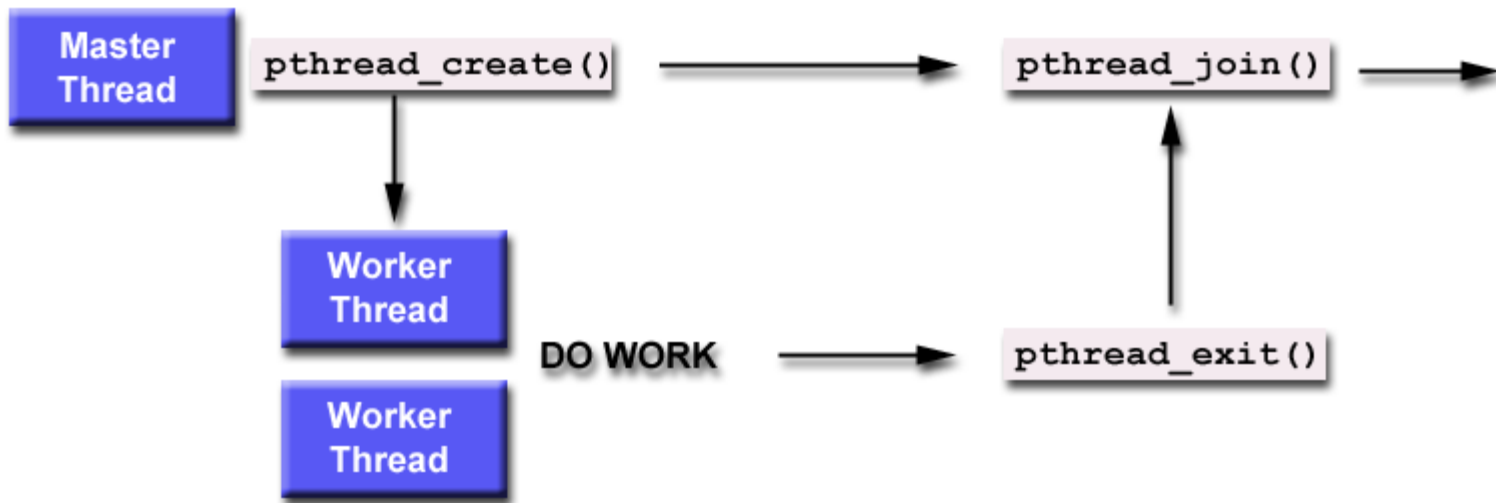 Master
Thread
pthread_create()
pthread_join()
Worker
Thread
DO WORK
pthread_exit()
Worker
Thread